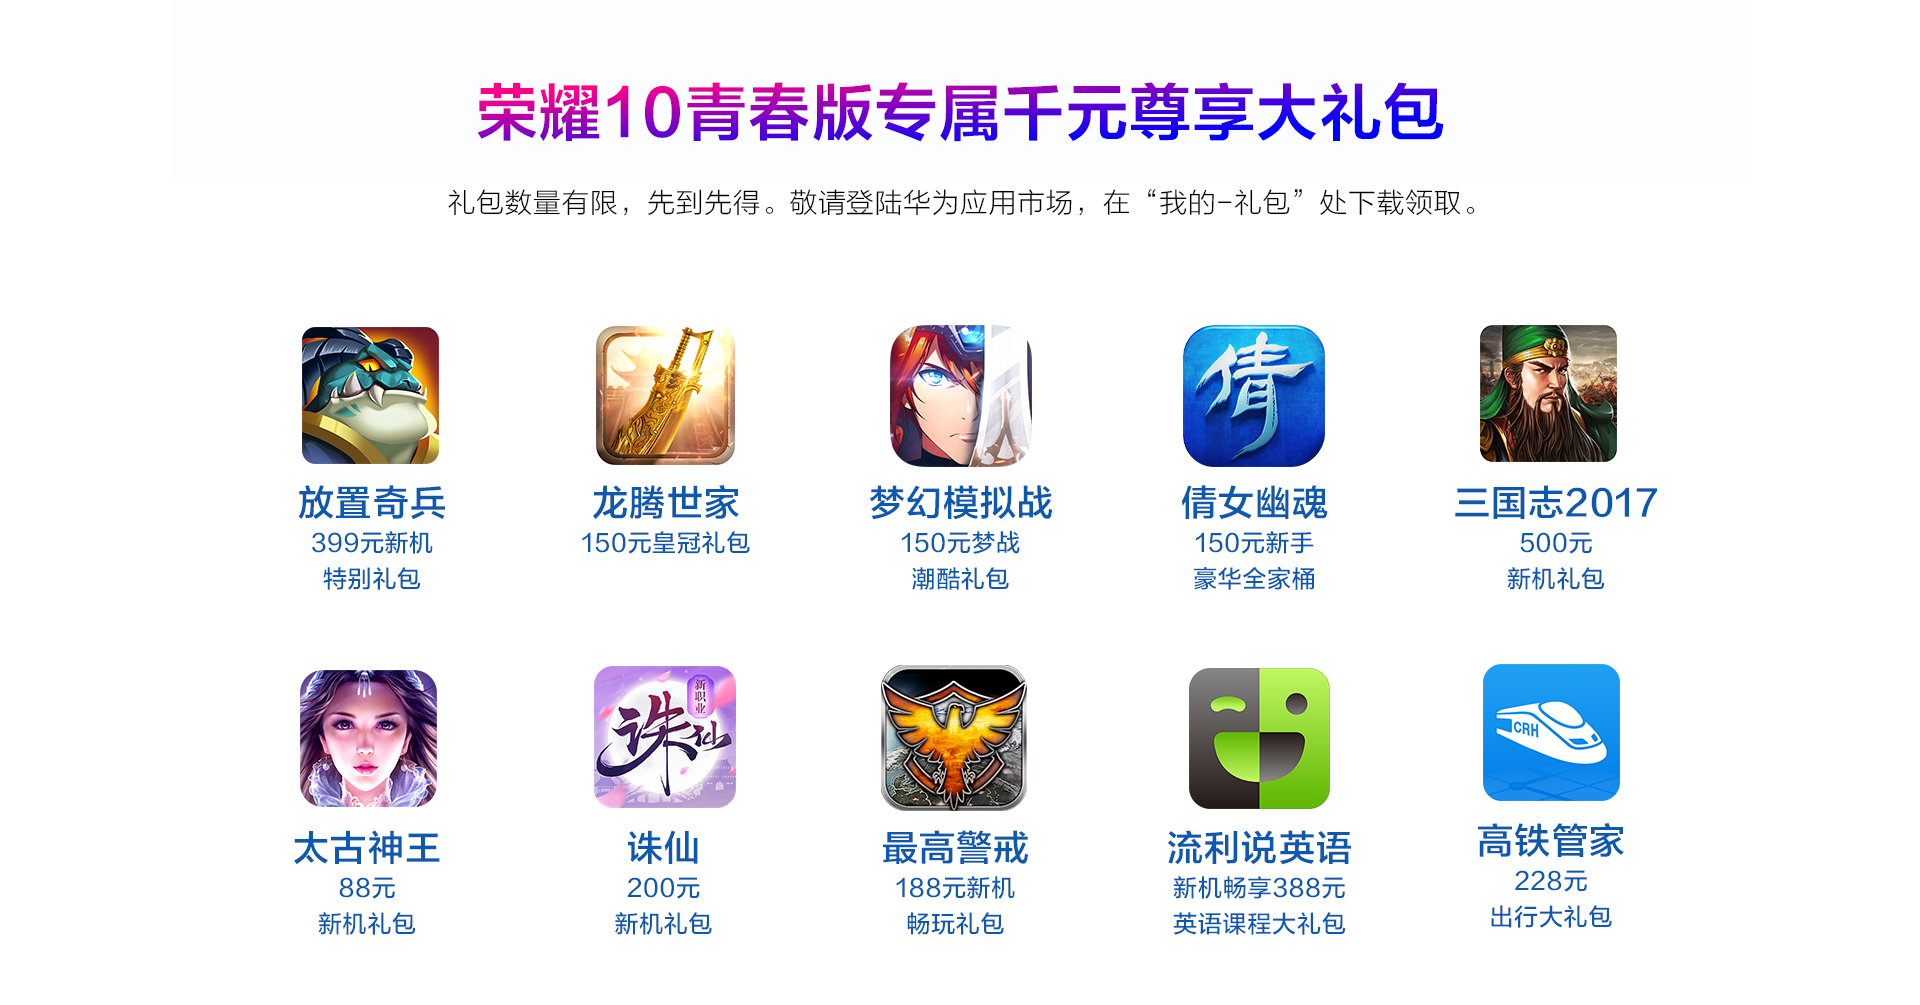 荣耀10青春版专属千元尊享大礼包
礼包数量有限，先到先得。敬请登陆华为应用市场，在“我的-礼包”处下载领取。
倩
放置奇兵
399元新机
特别礼包
龙腾世家
150元皇冠礼包
梦幻模拟战
150元梦战
潮酷礼包
倩女幽魂
150元新手
豪华全家桶
三国志2017
500元
新机礼包
新职业
诛仙
CRH
太古神王
88元
新机礼包
诛仙
200元
新机礼包
最高警戒
188元新机
畅玩礼包
流利说英语
新机畅享388元
英语课程大礼包
高铁管家
228元
出行大礼包